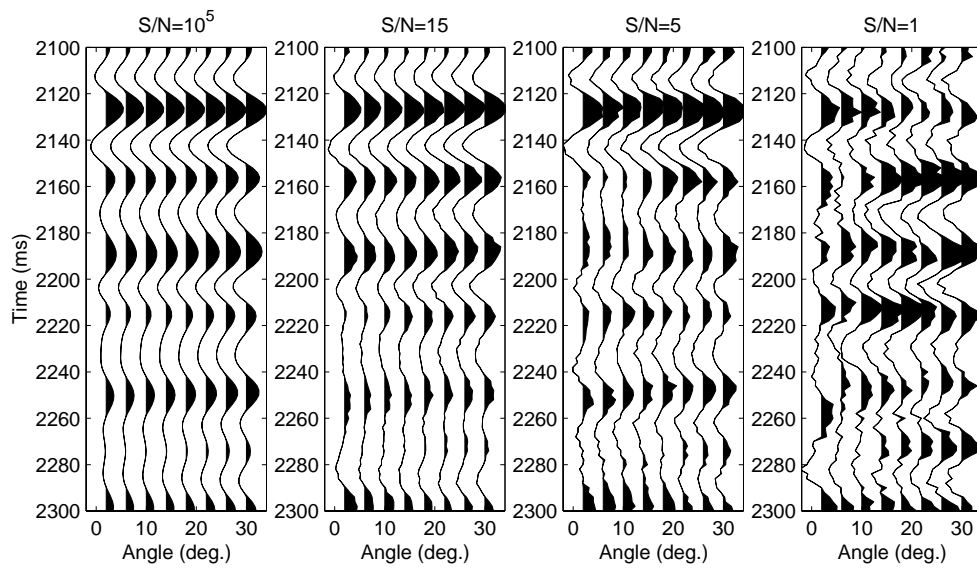 S/N=10^5 S/N=15 S/N=5 S/N=1
2100 2100 2100 2100
2120 2120 2120 2120
2140 2140 2140 2140
2160 2160 2160 2160
2180 2180 2180 2180
2200 2200 2200 2200
2220 2220 2220 2220
2240 2240 2240 2240
2260 2260 2260 2260
2280 2280 2280 2280
2300 2300 2300 2300
Time (ms)
0 10 20 30 0 10 20 30 0 10 20 30 0 10 20 30
Angle (deg.) Angle (deg.) Angle (deg.) Angle (deg.)